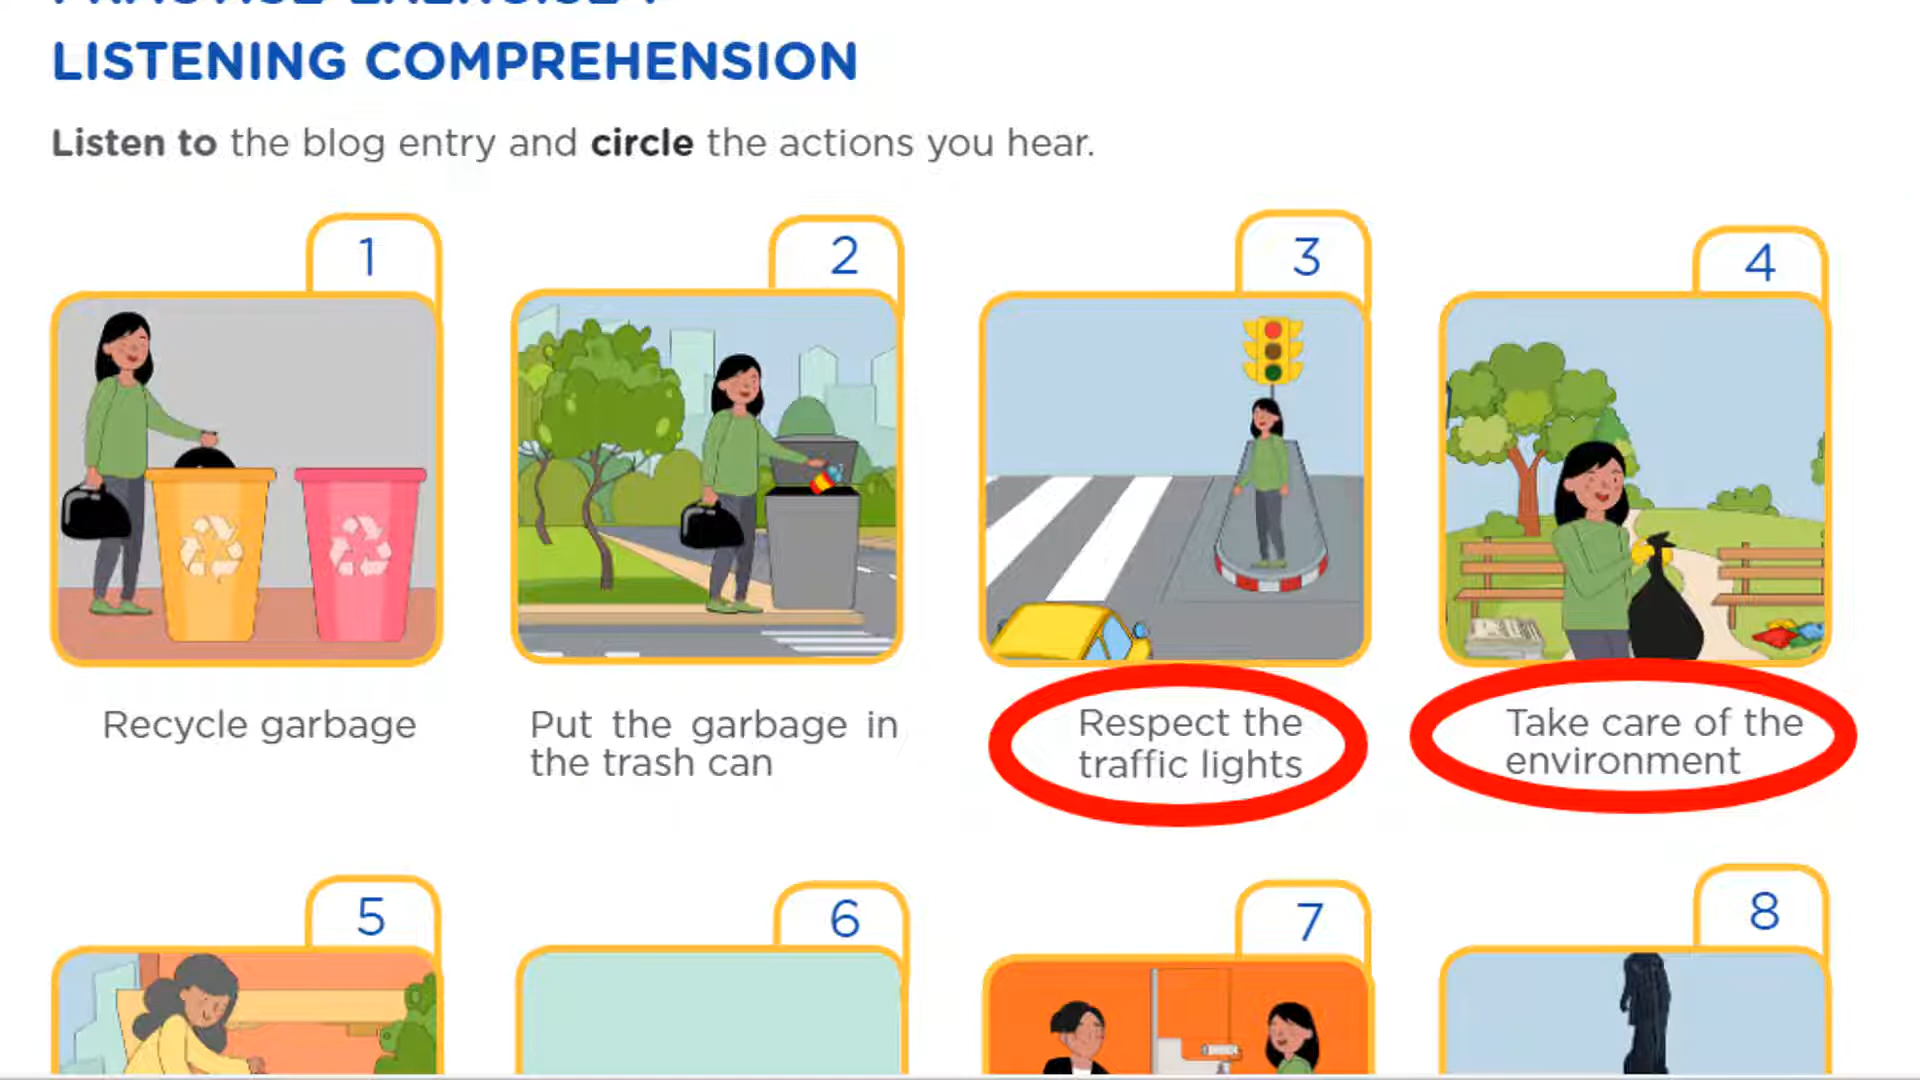 LISTENING COMPREHENSION
Listen to the blog entry and circle the actions you hear.
1
2
3
4
Recycle garbage
Put the garbage in
the trash can
Respect the
traffic lights
Take care of the
environment
5
6
7
8